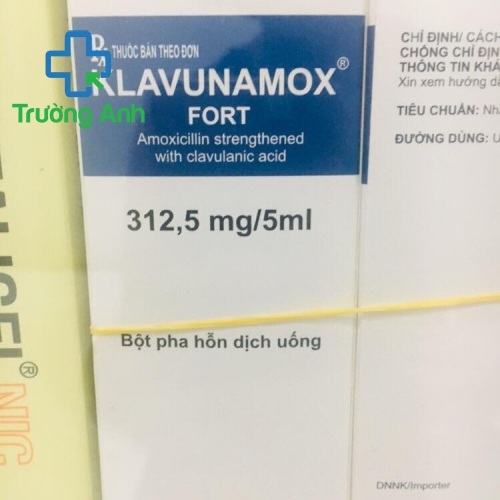 THUỐC BÁN THEO ĐƠN
KLAVUNAMOX®
FORT
Amoxicillin strengthened
with clavulanic acid
312,5 mg/5ml
Bột pha hỗn dịch uống
Trường Anh
CHỈ ĐỊNH/ CÁCH
CHỐNG CHỈ ĐỊN
THÔNG TIN KHÁ
Xin xem hướng dẫ
TIÊU CHUẨN: Nhà
ĐƯỜNG DÙNG: U
DNNK/Importer
® NIC